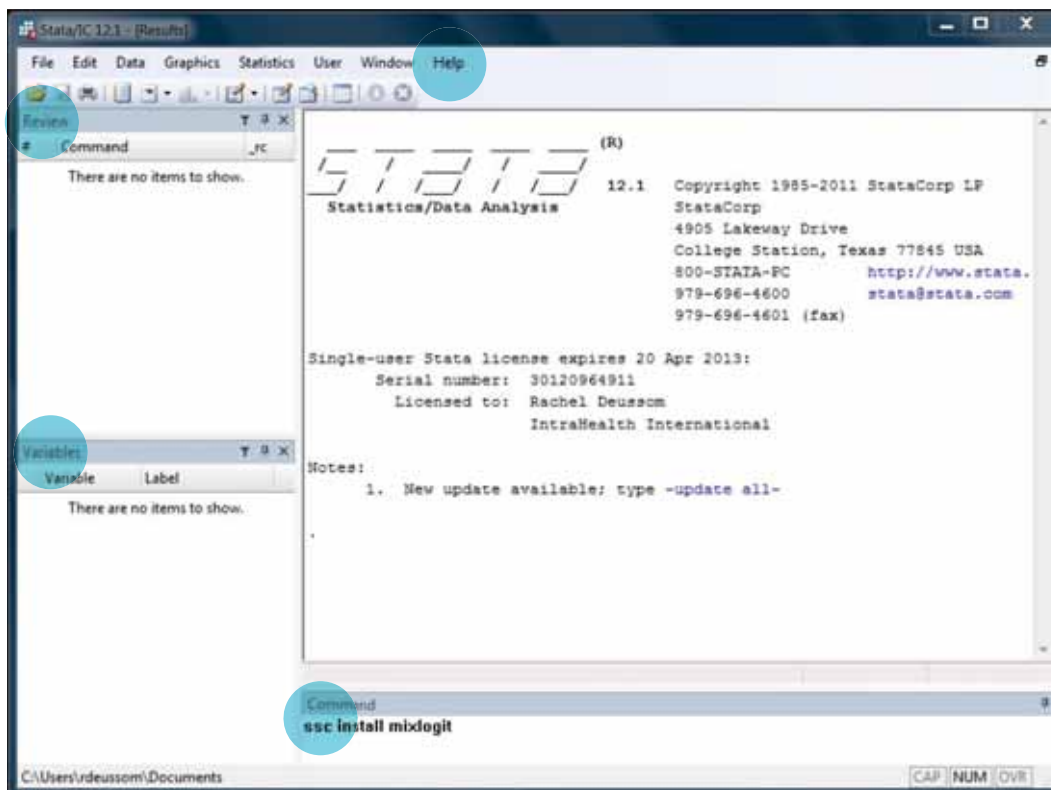 Stata/IC 12.1 - [Results]
File Edit Data Graphics Statistics User Window Help
Review
# Command _rc
There are no items to show.
Variables
Variable Label
There are no items to show.
(R)
STATA
12.1 Copyright 1985-2011 StataCorp LP
Statistics/Data Analysis StataCorp
4905 Lakeway Drive
College Station, Texas 77845 USA
800-STATA-PC http://www.stata.
979-696-4600 stata@stata.com
979-696-4601 (fax)
Single-user Stata license expires 20 Apr 2013:
Serial number: 30120964911
Licensed to: Rachel Deussom
IntraHealth International
Notes:
1. New update available; type -update all-
.
Command
ssc install mixlogit
C:\Users\rdeussom\Documents
CAP NUM OVR